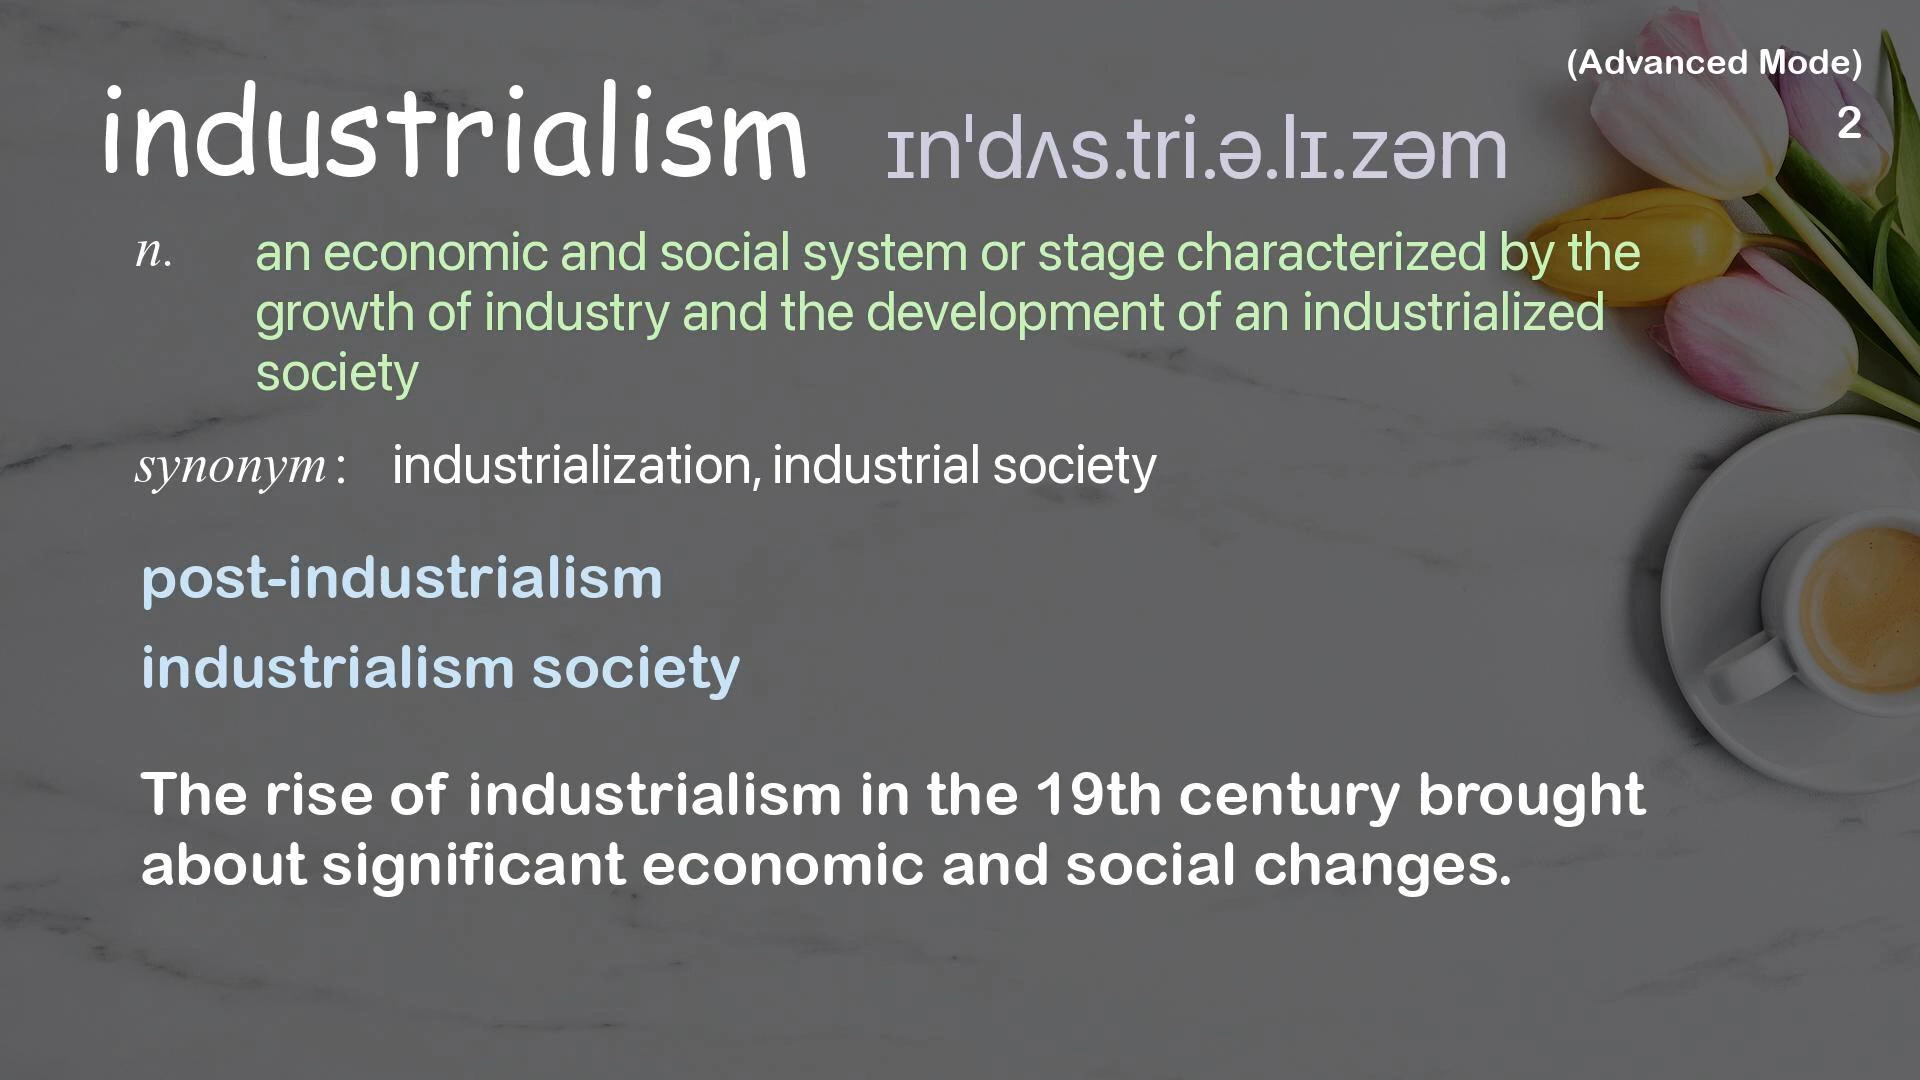 (Advanced Mode)
2
industrialism ɪnˈdʌs.tri.ə.lɪ.zəm
n. an economic and social system or stage characterized by the
growth of industry and the development of an industrialized
society
synonym: industrialization, industrial society
post-industrialism
industrialism society
The rise of industrialism in the 19th century brought
about significant economic and social changes.